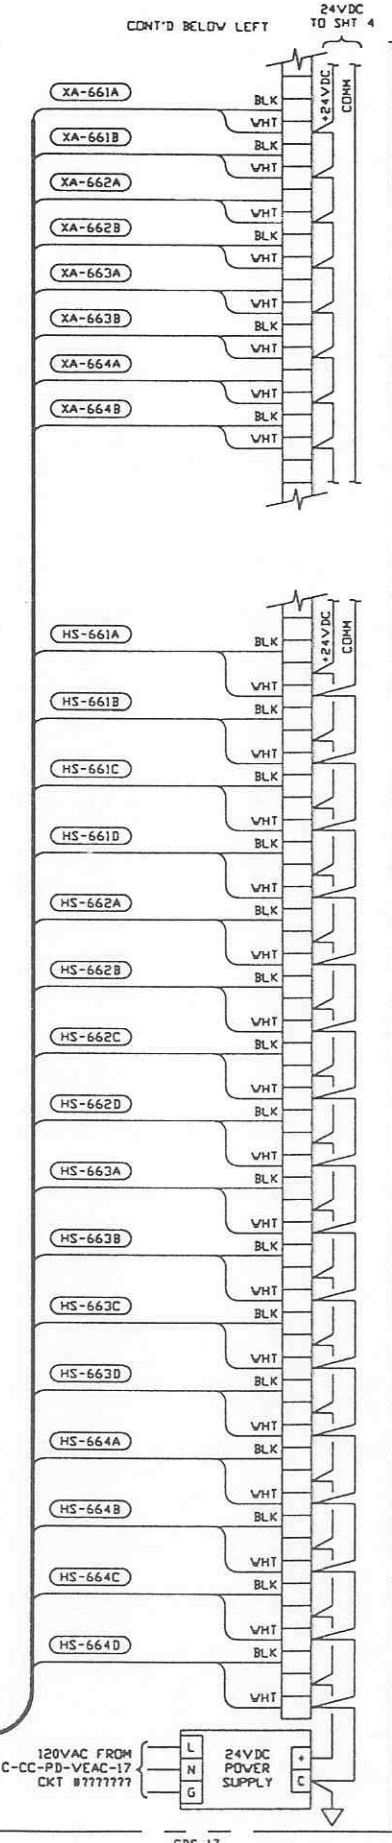 CONT'D BELOW LEFT
24VDC
TO SHT 4
+24VDC
COMM
XA-661A
BLK
WHT
XA-661B
BLK
WHT
XA-662A
WHT
XA-662B
BLK
WHT
XA-663A
WHT
XA-663B
BLK
WHT
XA-664A
WHT
XA-664B
BLK
WHT
+24VDC
COMM
HS-661A
BLK
WHT
HS-661B
BLK
WHT
HS-661C
BLK
WHT
HS-661D
BLK
WHT
HS-662A
BLK
WHT
HS-662B
BLK
WHT
HS-662C
BLK
WHT
HS-662D
BLK
WHT
HS-663A
BLK
WHT
HS-663B
BLK
WHT
HS-663C
BLK
WHT
HS-663D
BLK
WHT
HS-664A
BLK
WHT
HS-664B
BLK
WHT
HS-664C
BLK
WHT
HS-664D
BLK
WHT
120VAC FROM
C-CC-PD-VEAC-17
CKT #???????
L
N
G
24VDC
POWER
SUPPLY
+
C